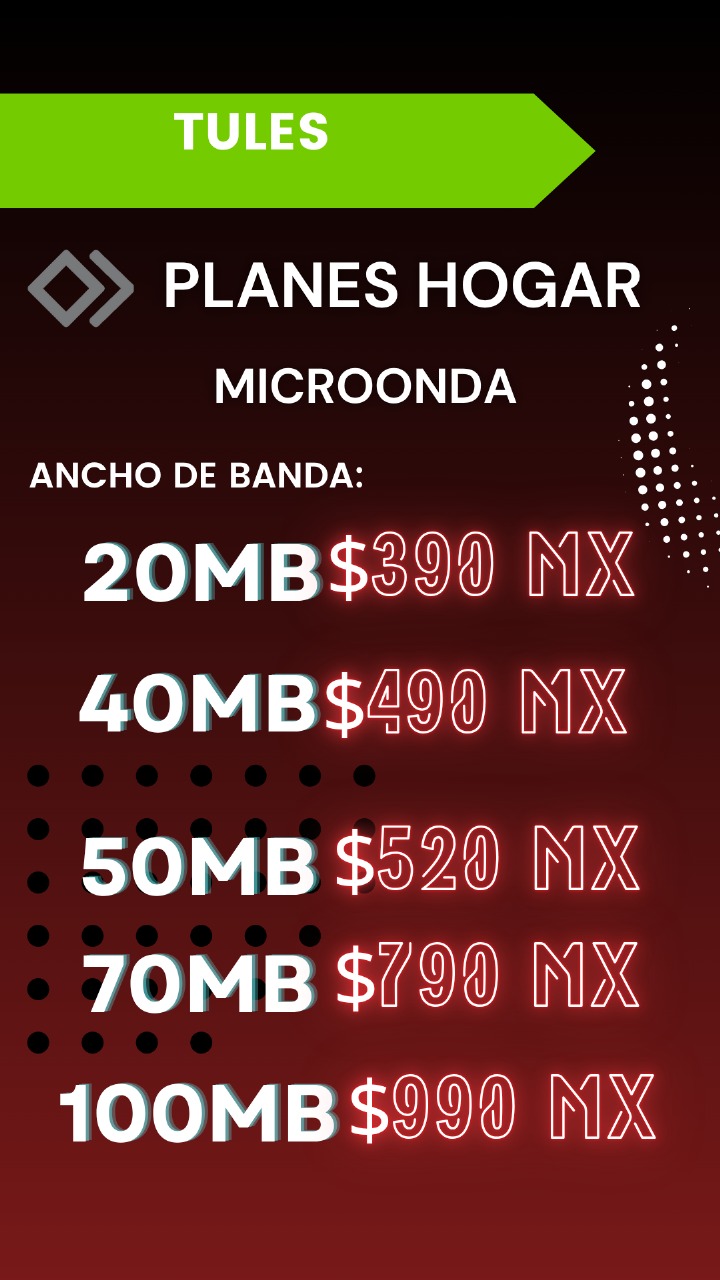 TULES
PLANES HOGAR
MICROONDA
ANCHO DE BANDA:
20MB $390 MX
40MB $490 MX
50MB $520 MX
70MB $790 MX
100MB $990 MX